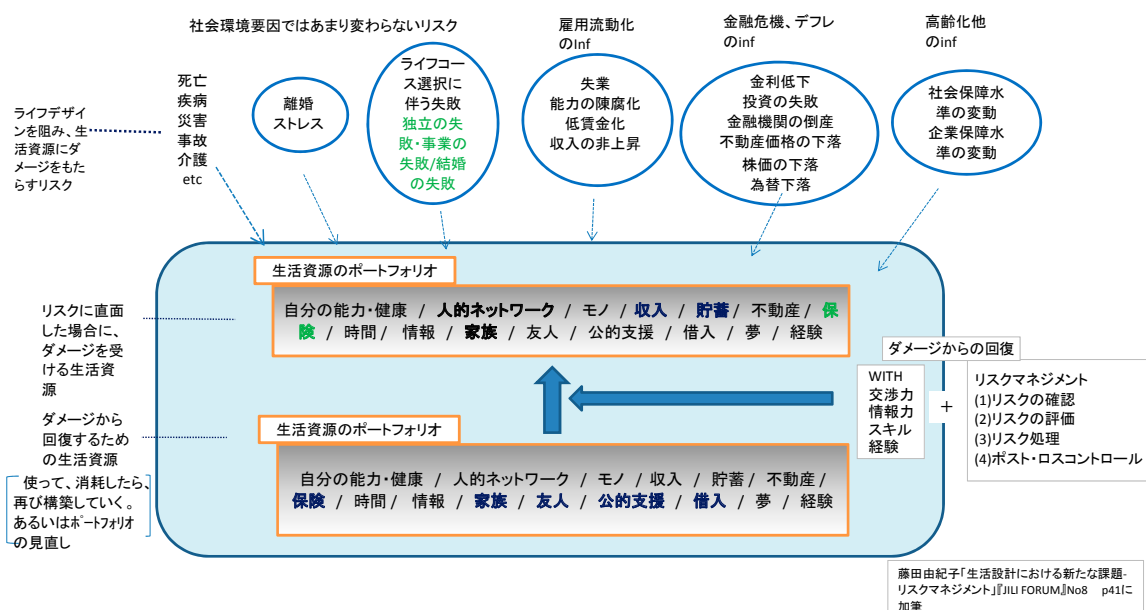 社会環境要因ではあまり変わらないリスク
雇用流動化
のInf
金融危機、デフレ
のinf
高齢化他
のinf
ライフデザイ
ンを阻み、生
活資源にダ
メージをもた
らすリスク
死亡
疾病
災害
事故
介護
etc
離婚
ストレス
ライフコー
ス選択に
伴う失敗
独立の失
敗・事業の
失敗/結婚
の失敗
失業
能力の陳腐化
低賃金化
収入の非上昇
金利低下
投資の失敗
金融機関の倒産
不動産価格の下落
株価の下落
為替下落
社会保障水
準の変動
企業保障水
準の変動
生活資源のポートフォリオ
リスクに直面
した場合に、
ダメージを受
ける生活資
源
自分の能力・健康 / 人的ネットワーク / モノ / 収入 / 貯蓄 / 不動産 / 保
険 / 時間 / 情報 / 家族 / 友人 / 公的支援 / 借入 / 夢 / 経験
ダメージからの回復
WITH
交渉力
情報力
スキル
経験
+
リスクマネジメント
(1)リスクの確認
(2)リスクの評価
(3)リスク処理
(4)ポスト・ロスコントロール
ダメージから
回復するため
の生活資源
生活資源のポートフォリオ
自分の能力・健康 / 人的ネットワーク / モノ / 収入 / 貯蓄 / 不動産/
保険 / 時間 / 情報 / 家族 / 友人 / 公的支援 / 借入 / 夢 / 経験
使って、消耗したら、
再び構築していく。
あるいはﾎﾟｰﾄﾌｫﾘｵ
の見直し
藤田由紀子「生活設計における新たな課題-
リスクマネジメント」『JILI FORUM』No8 p41に
加筆